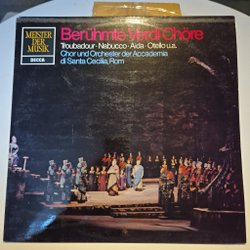 MEISTER
DER
MUSIK
DECCA
Berühmte Verdi-Chöre
Troubadour · Nabucco · Aida · Otello u.a.
Chor und Orchester der Accademia
di Santa Cecilia, Rom